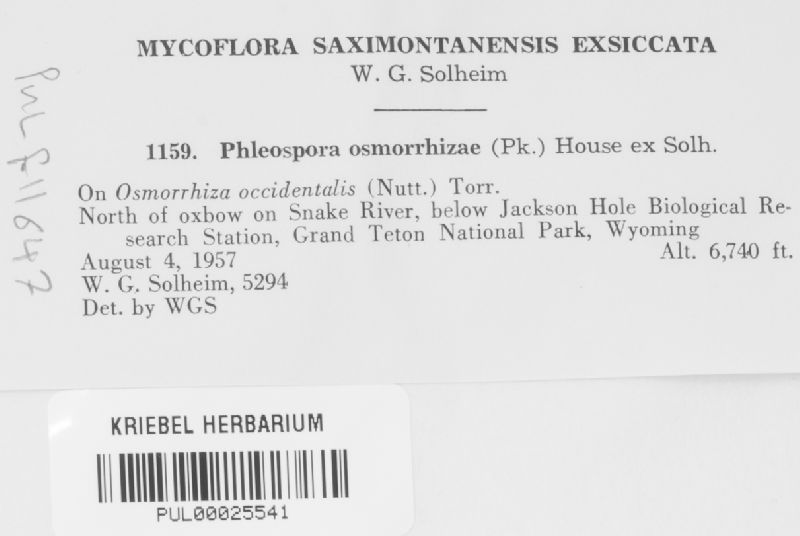 MYCOFLORA SAXIMONTANENSIS EXSICCATA
W. G. Solheim
1159. Phleospora osmorrhizae (Pk.) House ex Solh.
On Osmorrhiza occidentalis (Nutt.) Torr.
North of oxbow on Snake River, below Jackson Hole Biological Re-
search Station, Grand Teton National Park, Wyoming
August 4, 1957 Alt. 6,740 ft.
W. G. Solheim, 5294
Det. by WGS
PUL F11647
KRIEBEL HERBARIUM
PUL00025541